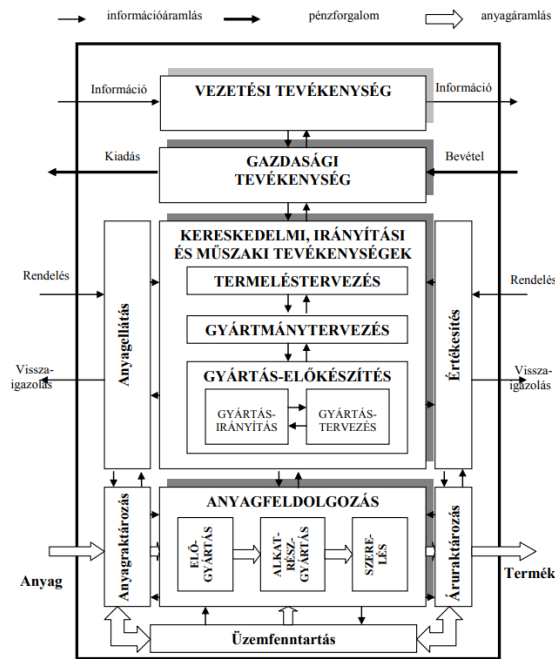 információáramlás
pénzforgalom
anyagáramlás
Információ
VEZETÉSI TEVÉKENYSÉG
Információ
Kiadás
GAZDASÁGI
TEVÉKENYSÉG
Bevétel
KERESKEDELMI, IRÁNYÍTÁSI
ÉS MŰSZAKI TEVÉKENYSÉGEK
Rendelés
Anyagellátás
TERMELÉSTERVEZÉS
Értékesítés
Rendelés
GYÁRTMÁNYTERVEZÉS
Vissza-
igazolás
GYÁRTÁS-ELŐKÉSZÍTÉS
Vissza-
igazolás
GYÁRTÁS-
IRÁNYÍTÁS
GYÁRTÁS-
TERVEZÉS
ANYAGFELDOLGOZÁS
Anyagraktározás
ELŐ-
GYÁRTÁS
ALKAT-
RÉSZ-
GYÁRTÁS
SZERE-
LÉS
Áruraktározás
Anyag
Termék
Üzemfenntartás